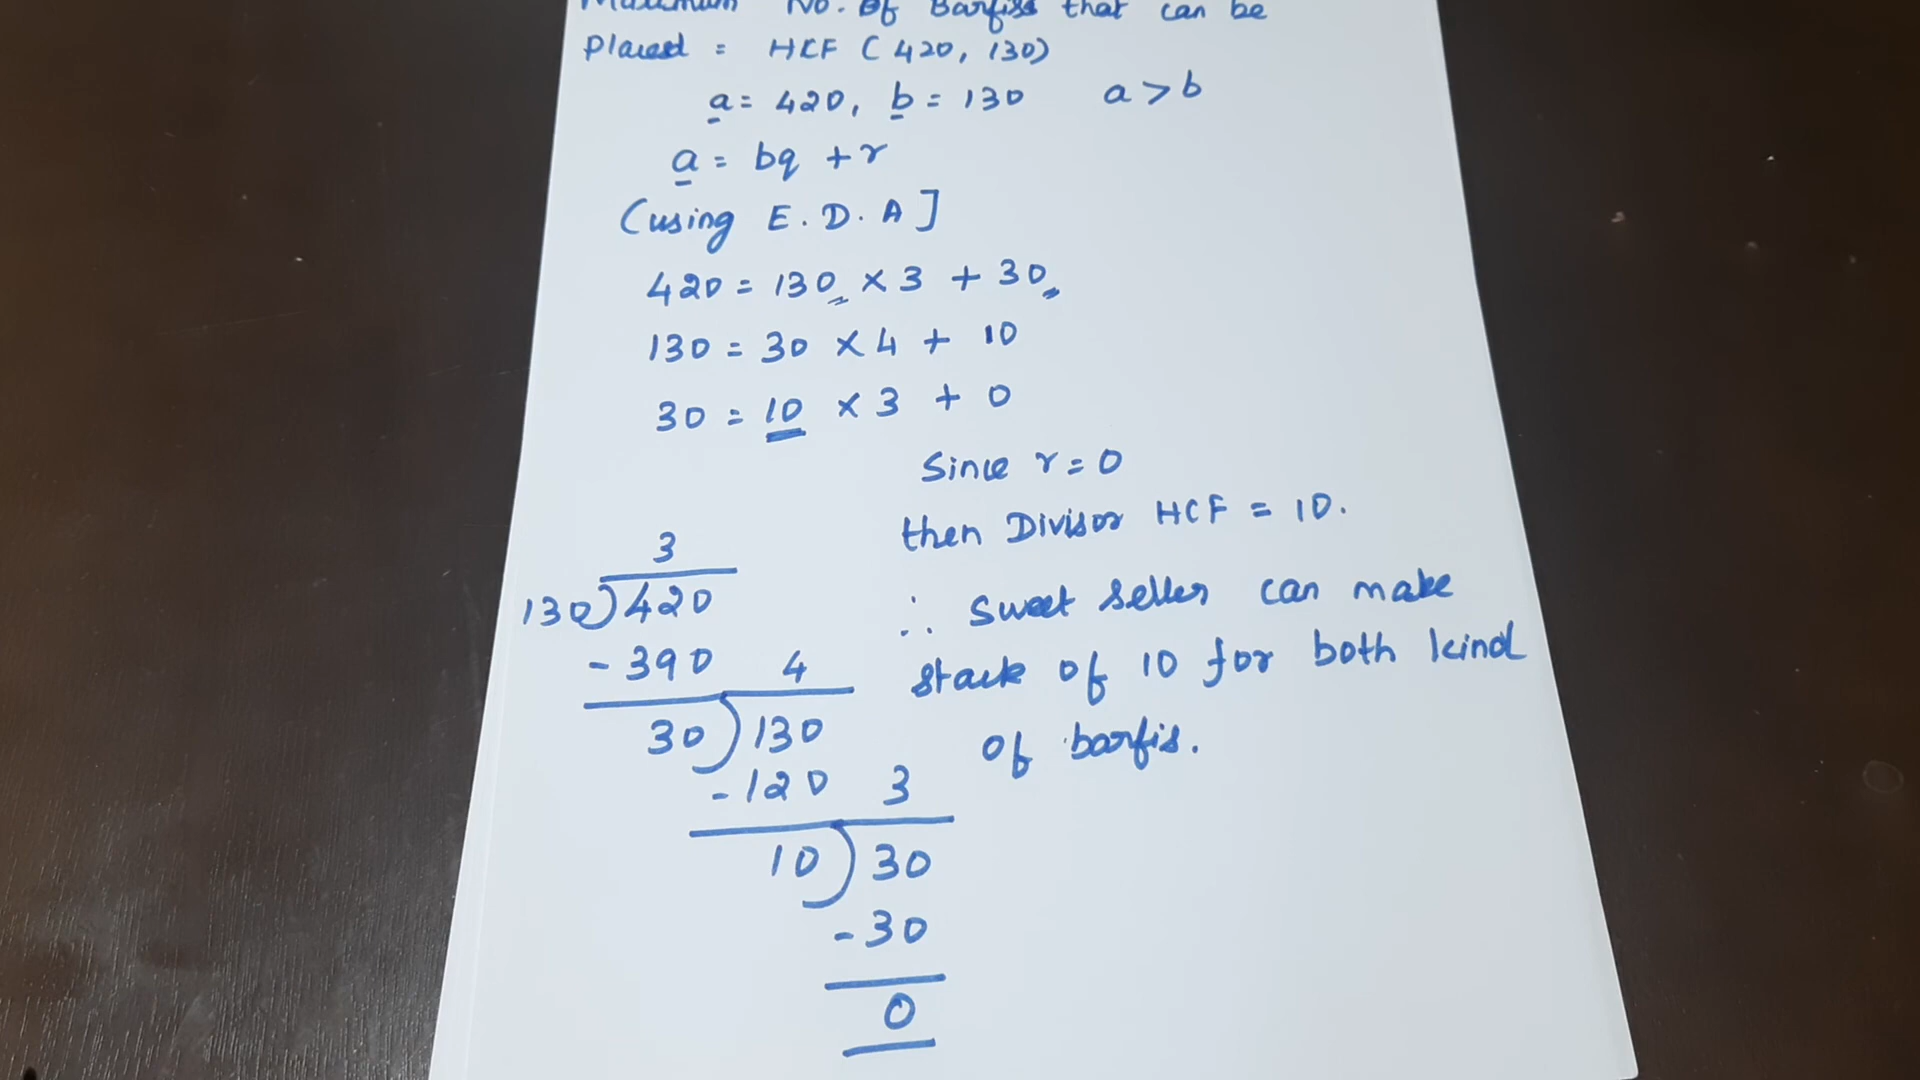 Maximum No. of Barfiss that can be
Placed = HCF (420, 130)
a = 420, b = 130 a > b
a = bq + r
(using E.D.A]
420 = 130 × 3 + 30
130 = 30 × 4 + 10
30 = 10 × 3 + 0
Since r = 0
then Divisor HCF = 10.
∴ Sweet Seller can make
stack of 10 for both kind
of barfis.
3
130)420
-390 4
30)130
-120 3
10)30
-30
0